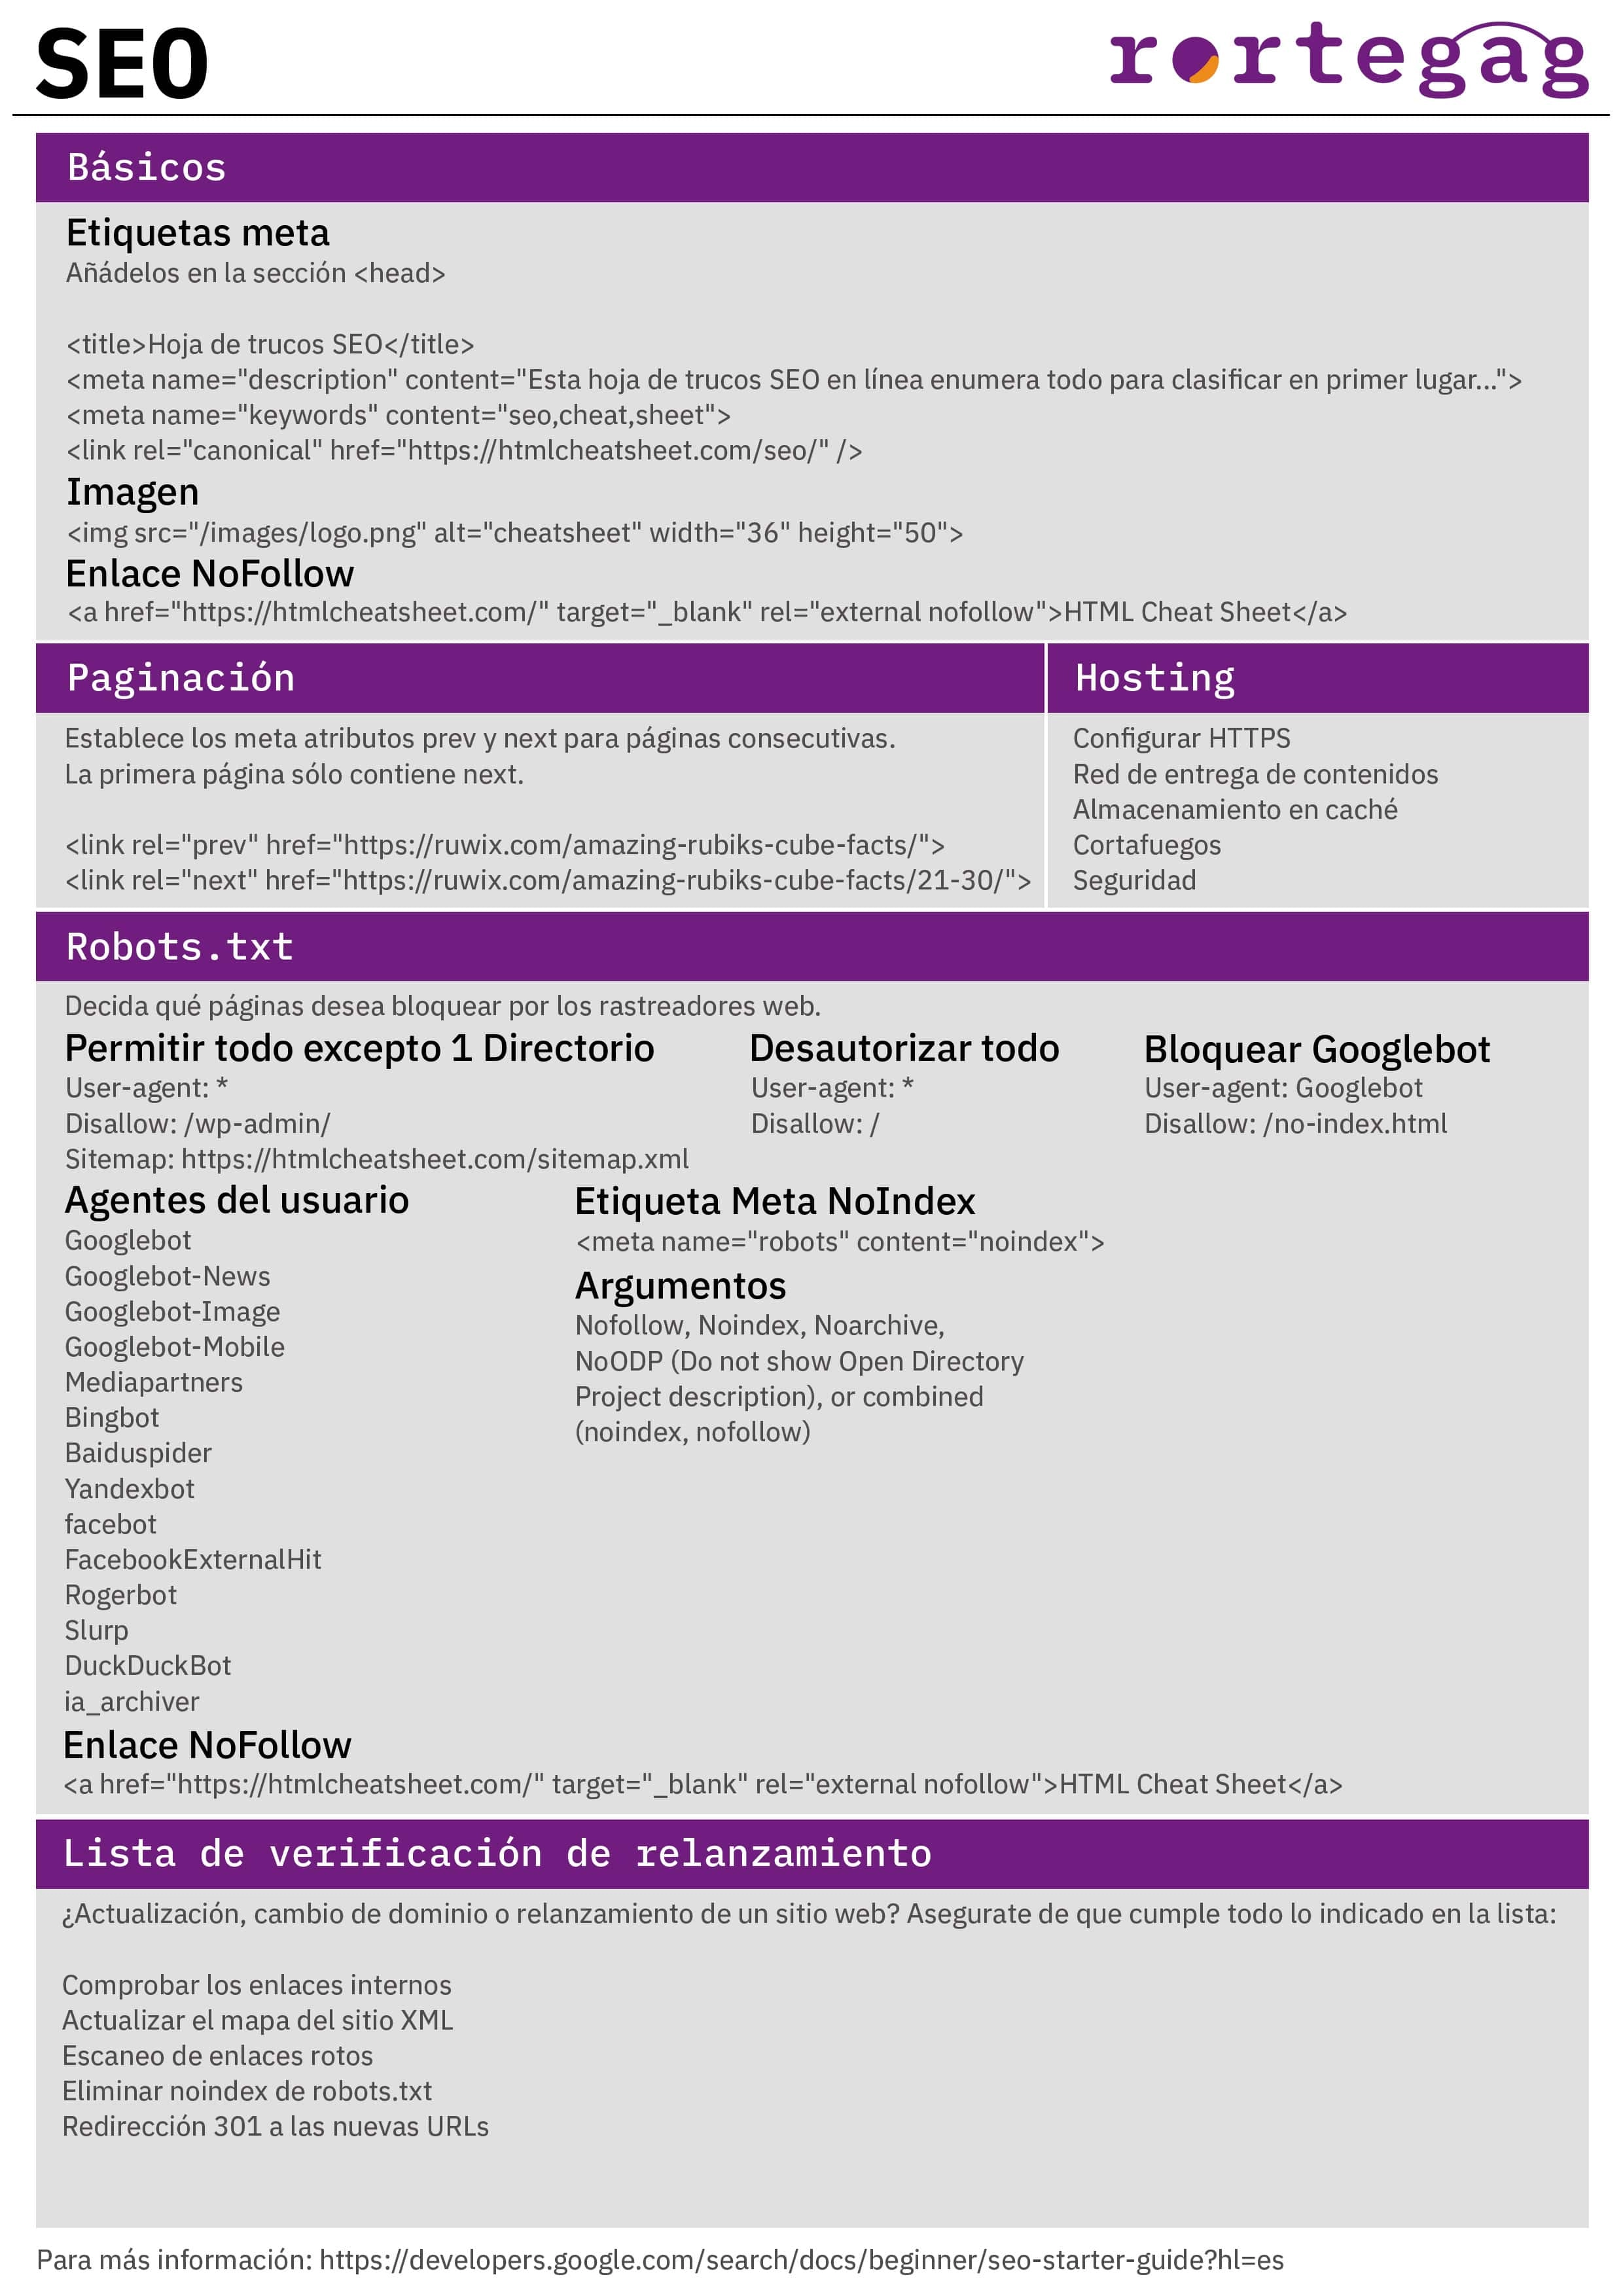 SEO
rortegag
Básicos
Etiquetas meta
Añádelos en la sección <head>
<title>Hoja de trucos SEO</title>
<meta name="description" content="Esta hoja de trucos SEO en línea enumera todo para clasificar en primer lugar...">
<meta name="keywords" content="seo,cheat,sheet">
<link rel="canonical" href="https://htmlcheatsheet.com/seo/" />
Imagen
<img src="/images/logo.png" alt="cheatsheet" width="36" height="50">
Enlace NoFollow
<a href="https://htmlcheatsheet.com/" target="_blank" rel="external nofollow">HTML Cheat Sheet</a>
Paginación
Establece los meta atributos prev y next para páginas consecutivas.
La primera página sólo contiene next.
<link rel="prev" href="https://ruwix.com/amazing-rubiks-cube-facts/">
<link rel="next" href="https://ruwix.com/amazing-rubiks-cube-facts/21-30/">
Hosting
Configurar HTTPS
Red de entrega de contenidos
Almacenamiento en caché
Cortafuegos
Seguridad
Robots.txt
Decida qué páginas desea bloquear por los rastreadores web.
Permitir todo excepto 1 Directorio
User-agent: *
Disallow: /wp-admin/
Sitemap: https://htmlcheatsheet.com/sitemap.xml
Desautorizar todo
User-agent: *
Disallow: /
Bloquear Googlebot
User-agent: Googlebot
Disallow: /no-index.html
Agentes del usuario
Googlebot
Googlebot-News
Googlebot-Image
Googlebot-Mobile
Mediapartners
Bingbot
Baiduspider
Yandexbot
facebot
FacebookExternalHit
Rogerbot
Slurp
DuckDuckBot
ia_archiver
Etiqueta Meta NoIndex
<meta name="robots" content="noindex">
Argumentos
Nofollow, Noindex, Noarchive,
NoODP (Do not show Open Directory
Project description), or combined
(noindex, nofollow)
Enlace NoFollow
<a href="https://htmlcheatsheet.com/" target="_blank" rel="external nofollow">HTML Cheat Sheet</a>
Lista de verificación de relanzamiento
¿Actualización, cambio de dominio o relanzamiento de un sitio web? Asegurate de que cumple todo lo indicado en la lista:
Comprobar los enlaces internos
Actualizar el mapa del sitio XML
Escaneo de enlaces rotos
Eliminar noindex de robots.txt
Redirección 301 a las nuevas URLs
Para más información: https://developers.google.com/search/docs/beginner/seo-starter-guide?hl=es